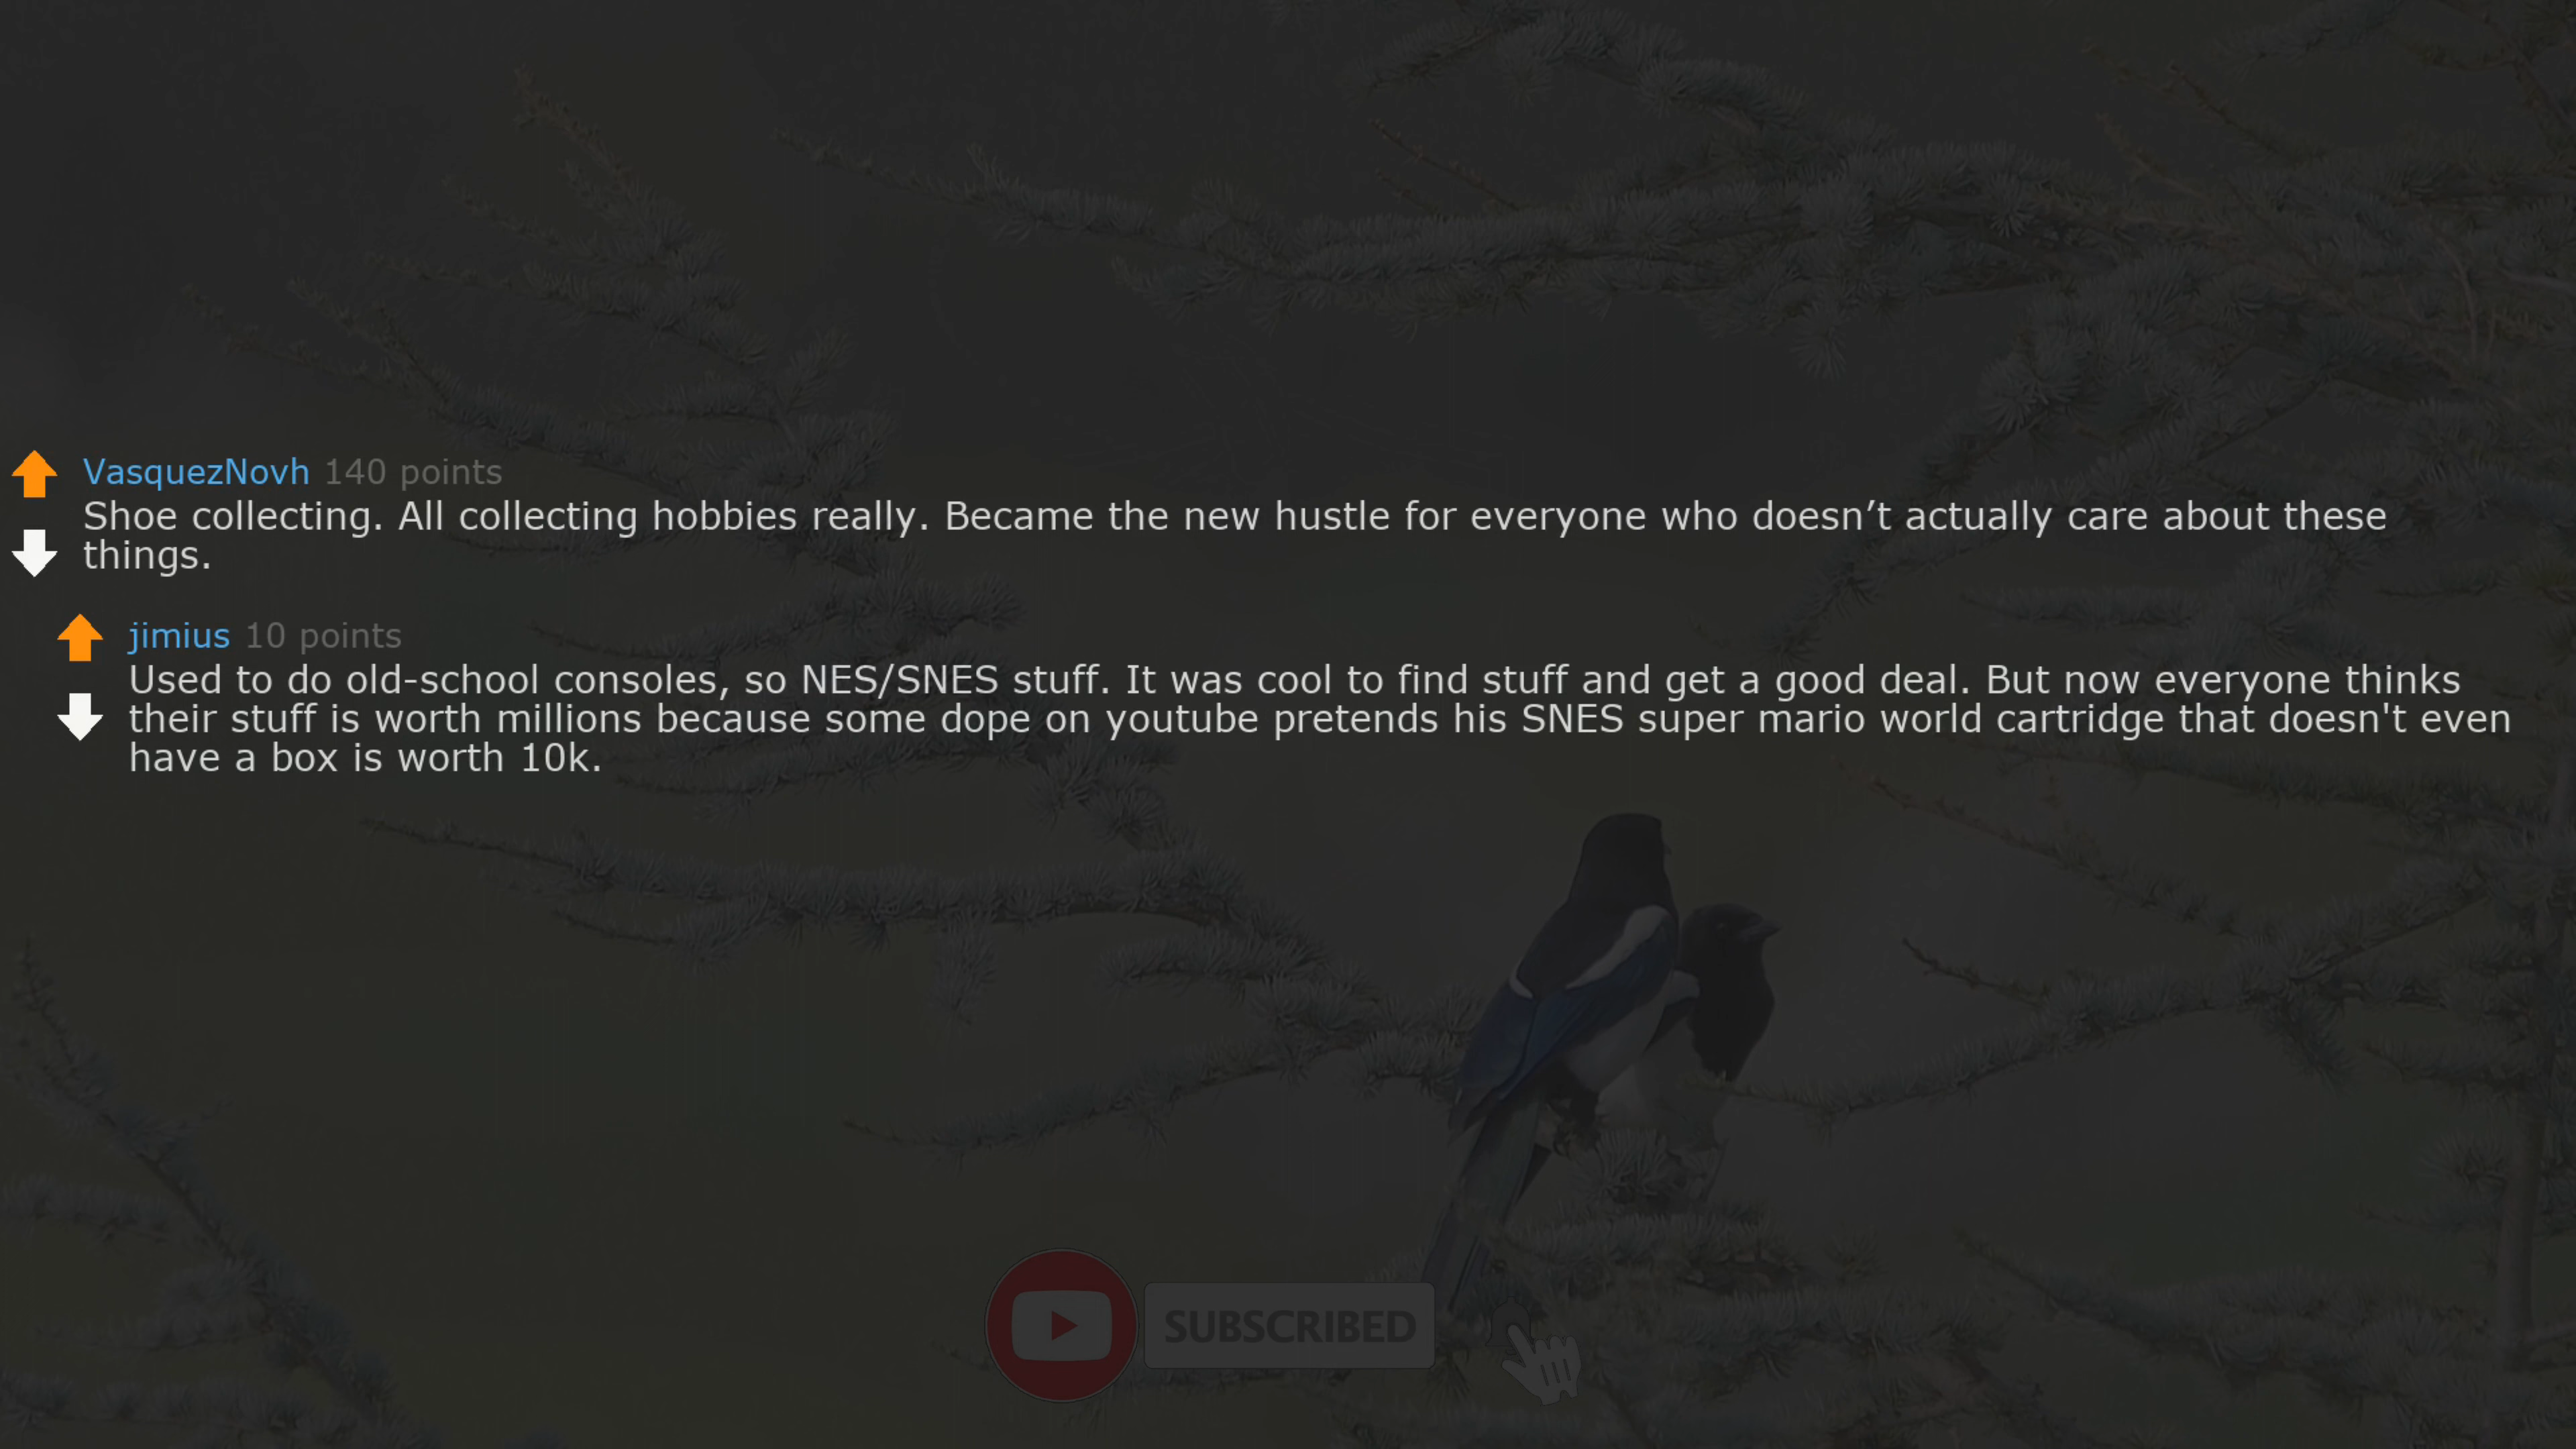 VasquezNovh 140 points
Shoe collecting. All collecting hobbies really. Became the new hustle for everyone who doesn’t actually care about these
things.
jimius 10 points
Used to do old-school consoles, so NES/SNES stuff. It was cool to find stuff and get a good deal. But now everyone thinks
their stuff is worth millions because some dope on youtube pretends his SNES super mario world cartridge that doesn't even
have a box is worth 10k.
SUBSCRIBED